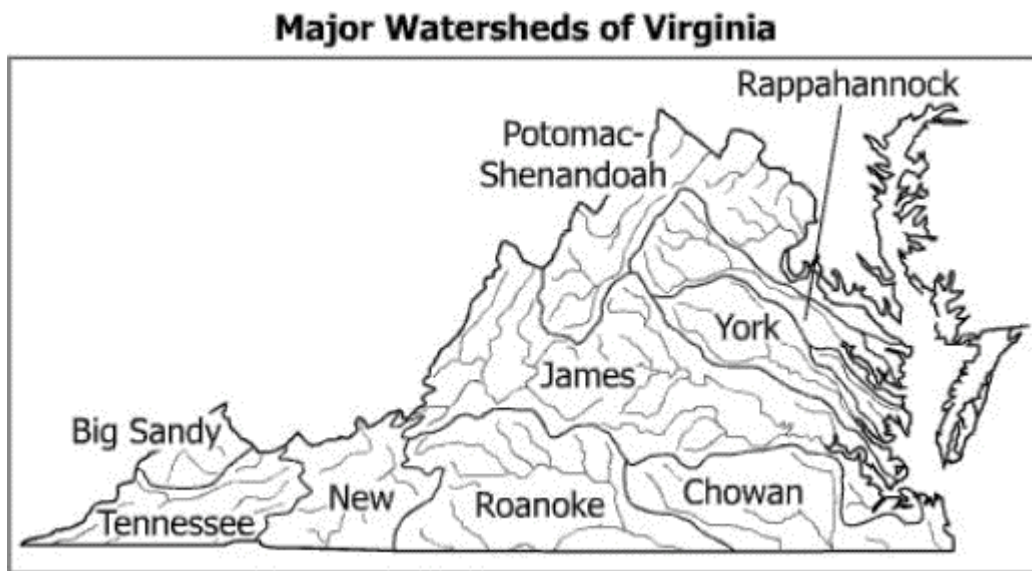 Major Watersheds of Virginia
Rappahannock
Potomac-
Shenandoah
York
James
Big Sandy
Tennessee
New
Roanoke
Chowan